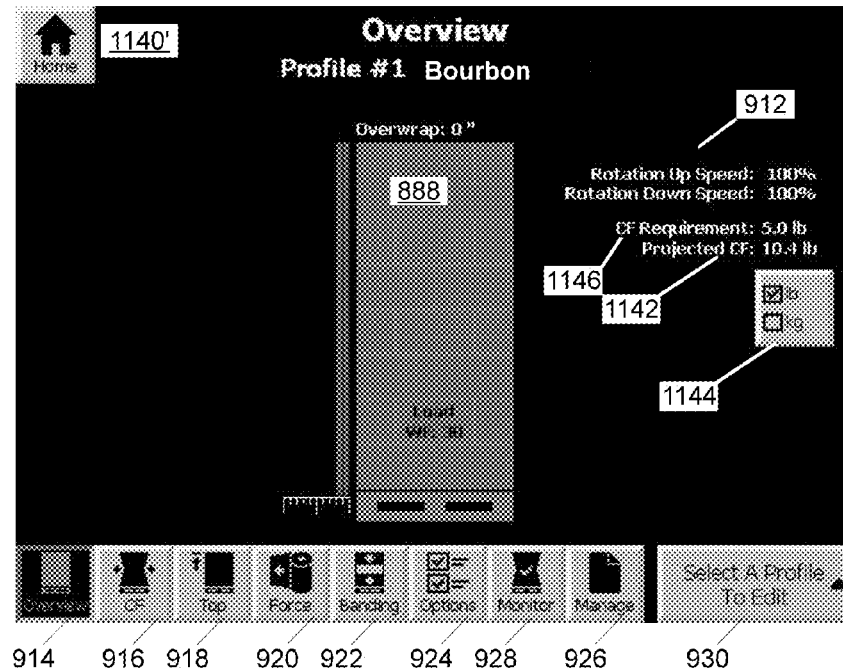 Home
1140'
Overview
Profile #1 Bourbon
912
Overwrap: 0 "
888
Rotation Up Speed: 100%
Rotation Down Speed: 100%
CF Requirement: 5.0 lb
Projected CF: 10.4 lb
1146
1142
lb
kg
1144
Load
Overview
CF
Top
Force
Banding
Options
Monitor
Manage
Select A Profile
To Edit
914 916 918 920 922 924 928 926 930